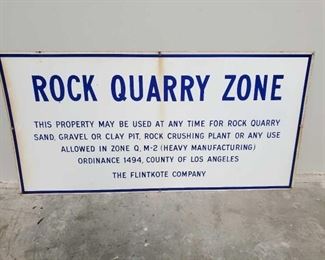 ROCK QUARRY ZONE
THIS PROPERTY MAY BE USED AT ANY TIME FOR ROCK QUARRY
SAND, GRAVEL OR CLAY PIT, ROCK CRUSHING PLANT OR ANY USE
ALLOWED IN ZONE Q, M-2 (HEAVY MANUFACTURING)
ORDINANCE 1494, COUNTY OF LOS ANGELES
THE FLINTKOTE COMPANY